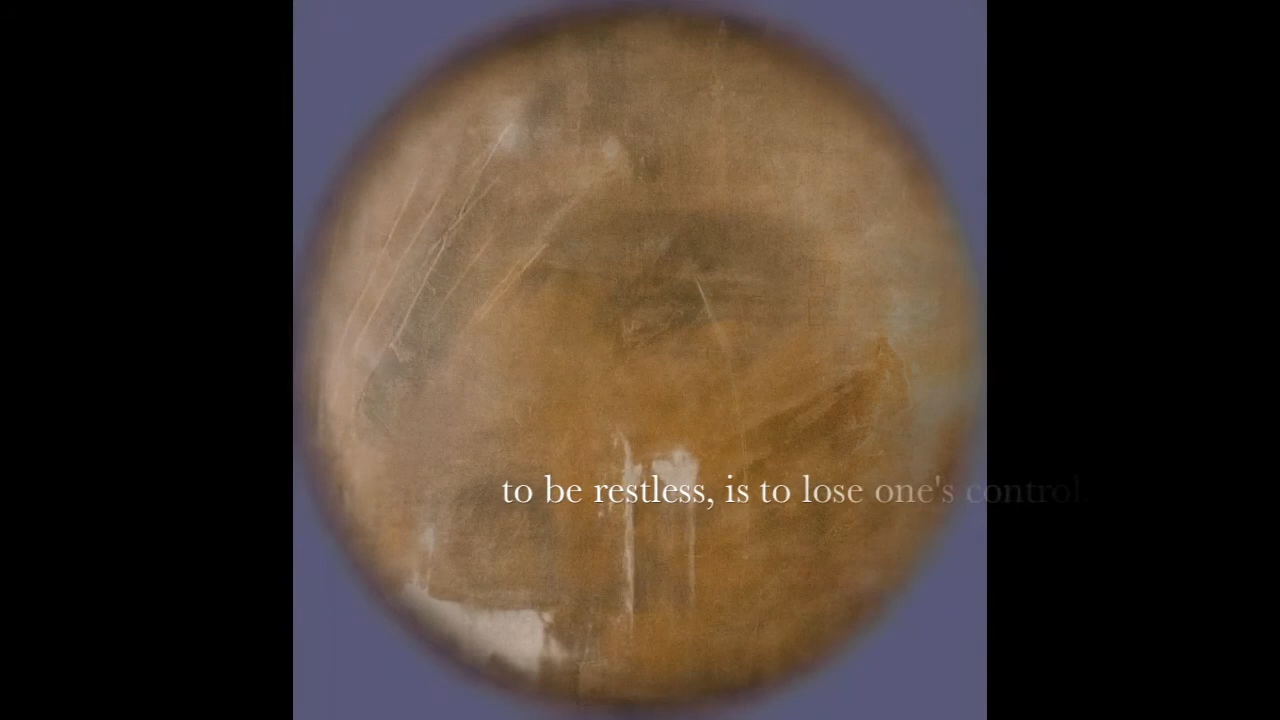 to be restless, is to lose one's control.